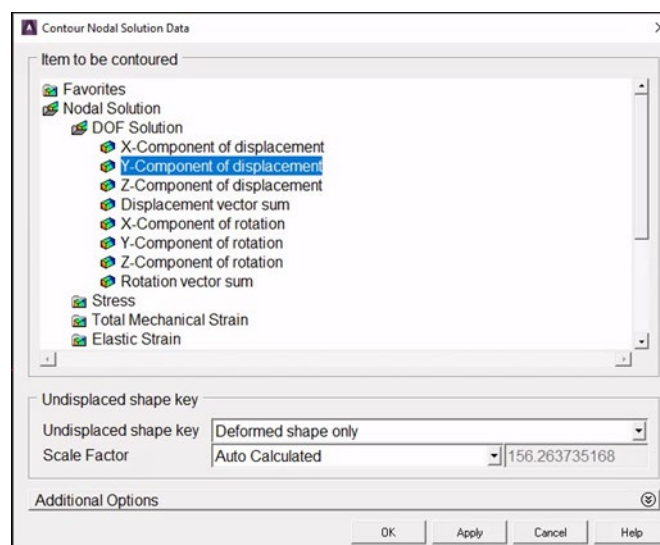 Contour Nodal Solution Data
Item to be contoured
Favorites
Nodal Solution
DOF Solution
X-Component of displacement
Y-Component of displacement
Z-Component of displacement
Displacement vector sum
X-Component of rotation
Y-Component of rotation
Z-Component of rotation
Rotation vector sum
Stress
Total Mechanical Strain
Elastic Strain
Undisplaced shape key
Undisplaced shape key Deformed shape only
Scale Factor Auto Calculated 156.263735168
Additional Options
OK Apply Cancel Help